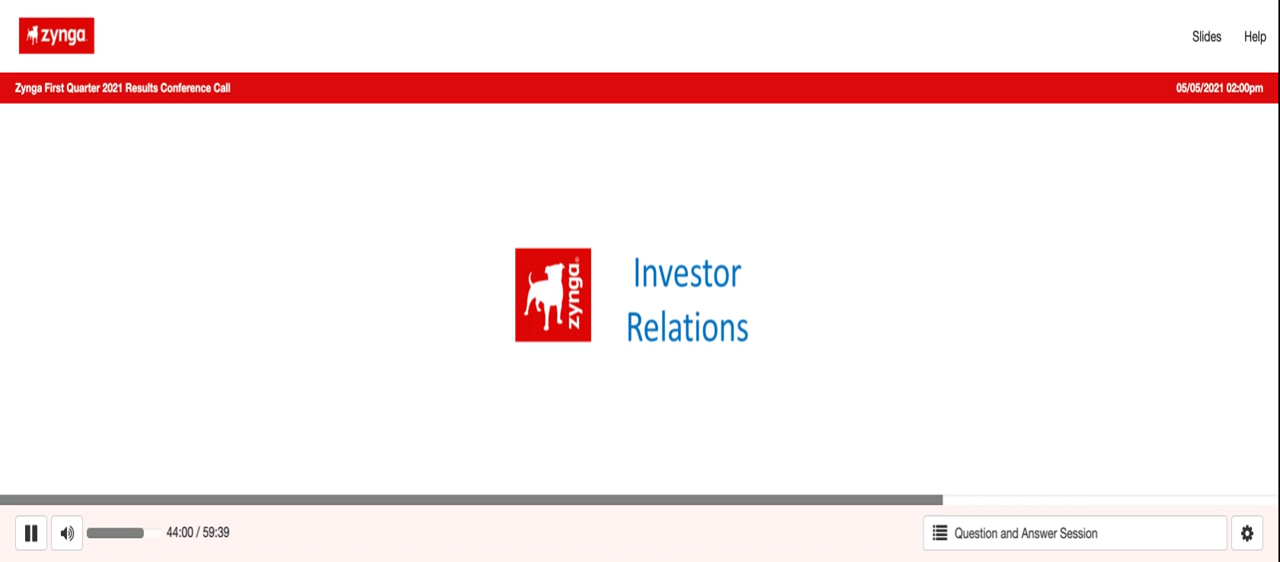 zynga
Slides Help
Zynga First Quarter 2021 Results Conference Call
05/05/2021 02:00pm
zynga
Investor
Relations
44:00 / 59:39
Question and Answer Session